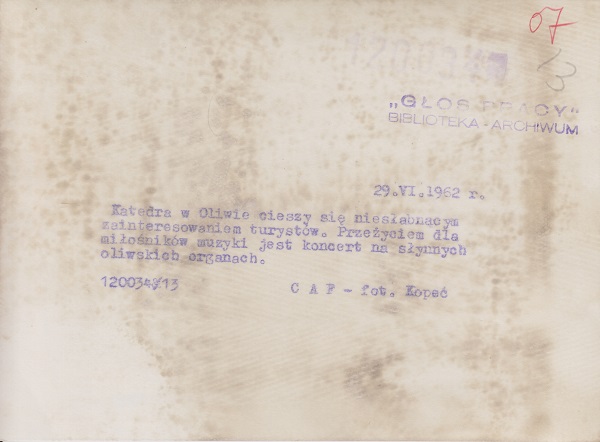 07
13
„GŁOS PRACY"
BIBLIOTEKA - ARCHIWUM
29.VI.1962 r.
Katedra w Oliwie cieszy się niesłabnącym
zainteresowaniem turystów. Przeżyciem dla
miłośników muzyki jest koncert na słynnych
oliwskich organach.
120034/13
C A F - fot. Kopeć